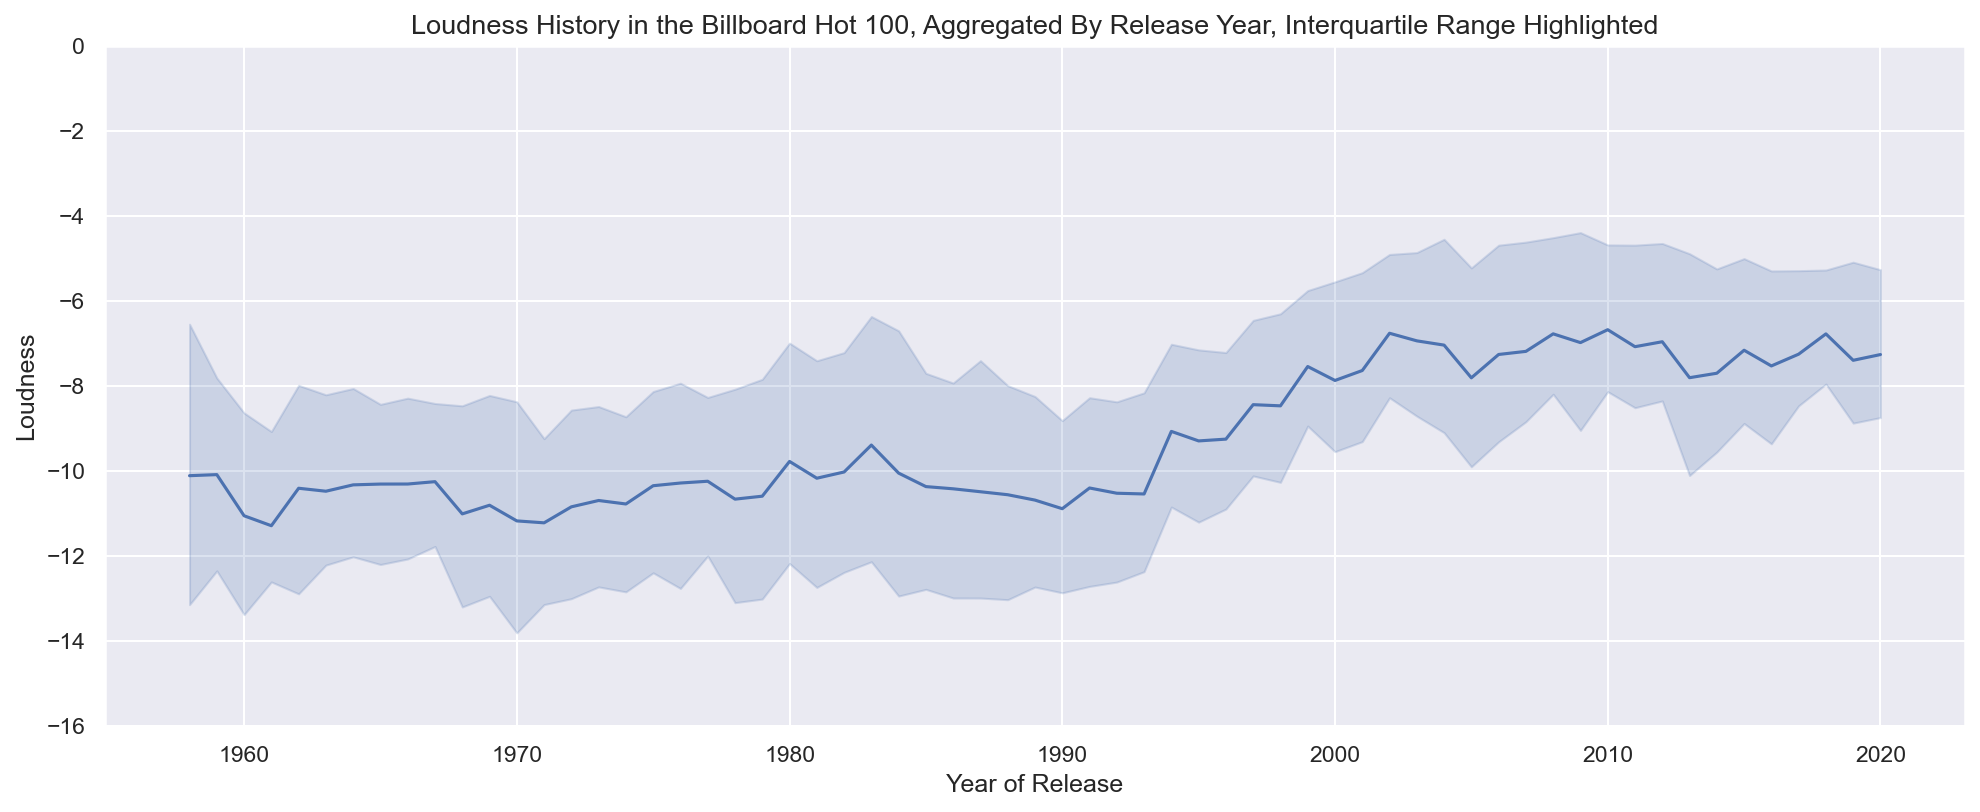 Loudness History in the Billboard Hot 100, Aggregated By Release Year, Interquartile Range Highlighted
0
−2
−4
−6
−8
−10
−12
−14
−16
Loudness
1960 1970 1980 1990 2000 2010 2020
Year of Release